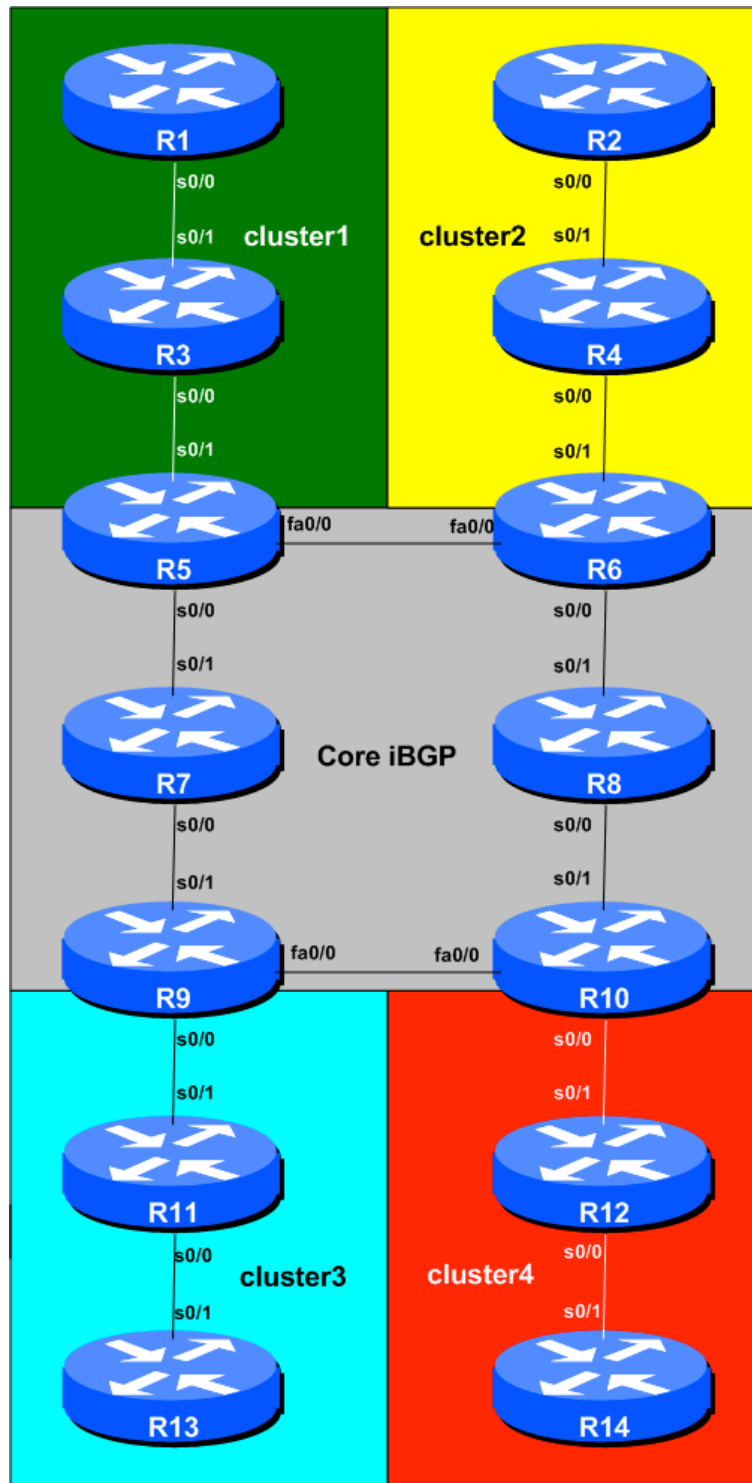 R1
R2
s0/0
s0/0
s0/1
cluster1
cluster2
s0/1
R3
R4
s0/0
s0/0
s0/1
s0/1
fa0/0
fa0/0
R5
R6
s0/0
s0/0
s0/1
s0/1
Core iBGP
R7
R8
s0/0
s0/0
s0/1
s0/1
fa0/0
fa0/0
R9
R10
s0/0
s0/0
s0/1
s0/1
R11
R12
s0/0
s0/0
cluster3
cluster4
s0/1
s0/1
R13
R14